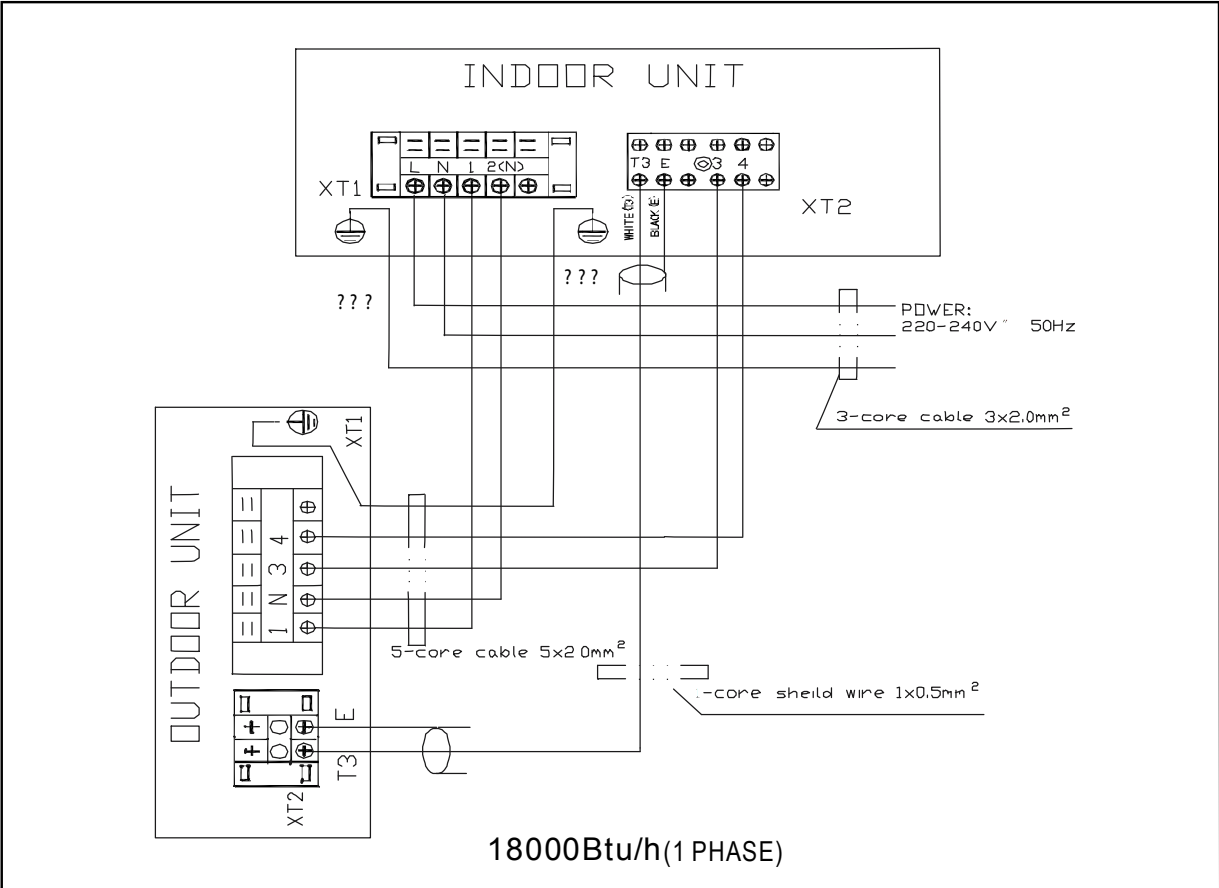 INDOOR UNIT
L N 1 2(N)
XT1
T3 E 3 4
XT2
WHITE(T3)
BLACK(E)
???
???
POWER:
220-240V~ 50Hz
3-core cable 3x2.0mm²
XT1
OUTDOOR UNIT
1 N 3 4
5-core cable 5x2 0mm²
-core sheild wire 1x0.5mm²
E
T3
XT2
18000Btu/h(1 PHASE)